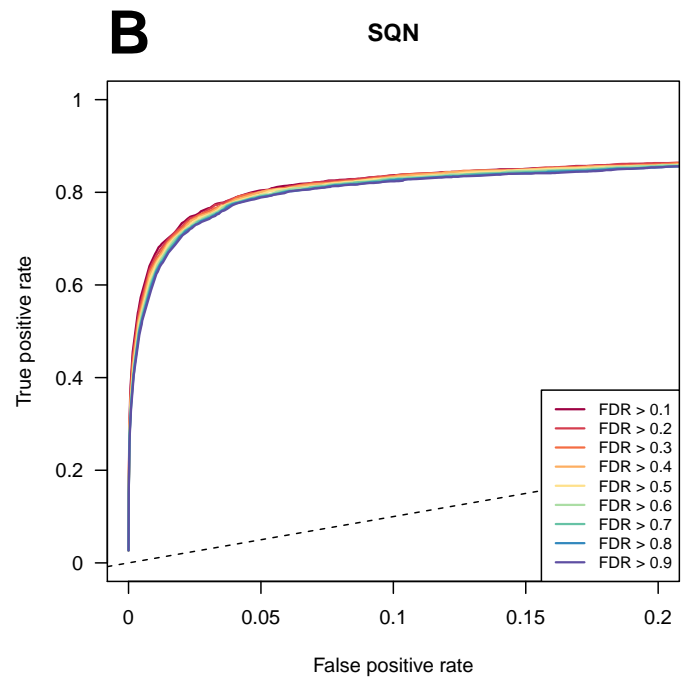 B
SQN
True positive rate
1
0.8
0.6
0.4
0.2
0
FDR > 0.1
FDR > 0.2
FDR > 0.3
FDR > 0.4
FDR > 0.5
FDR > 0.6
FDR > 0.7
FDR > 0.8
FDR > 0.9
0 0.05 0.1 0.15 0.2
False positive rate